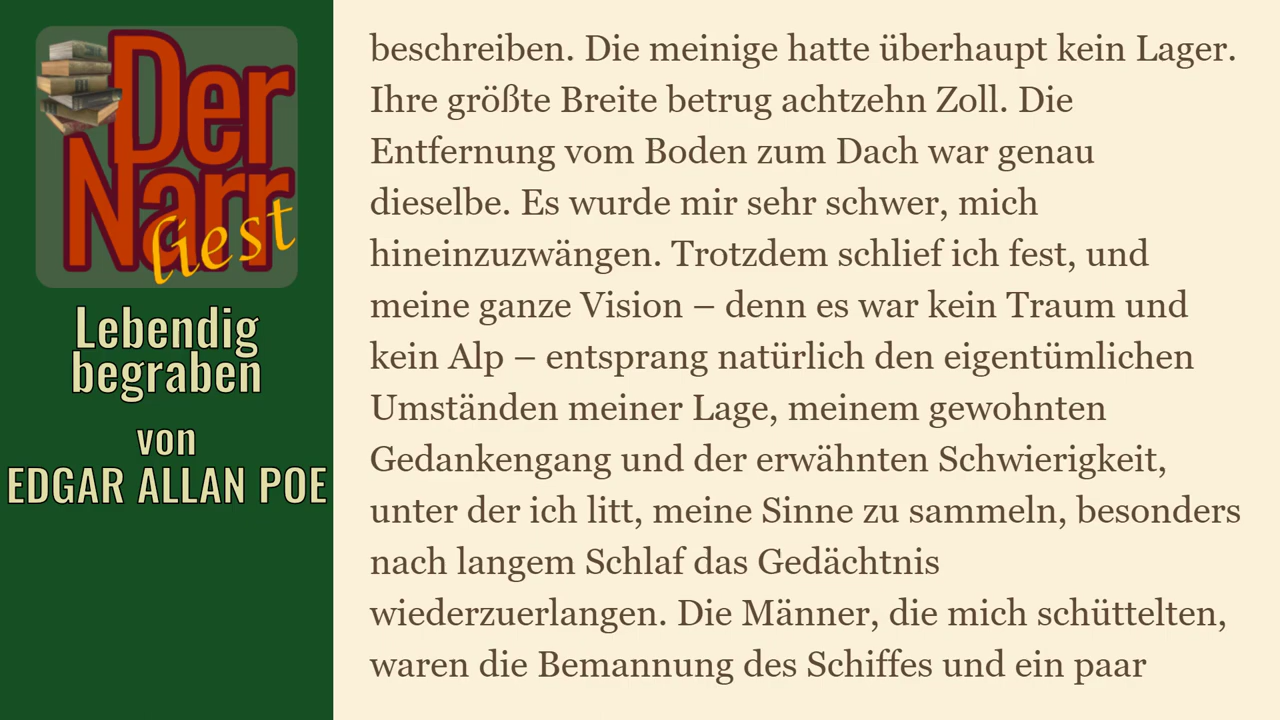 Der
Narr
liest
Lebendig
begraben
von
EDGAR ALLAN POE
beschreiben. Die meinige hatte überhaupt kein Lager.
Ihre größte Breite betrug achtzehn Zoll. Die
Entfernung vom Boden zum Dach war genau
dieselbe. Es wurde mir sehr schwer, mich
hineinzuzwängen. Trotzdem schlief ich fest, und
meine ganze Vision – denn es war kein Traum und
kein Alp – entsprang natürlich den eigentümlichen
Umständen meiner Lage, meinem gewohnten
Gedankengang und der erwähnten Schwierigkeit,
unter der ich litt, meine Sinne zu sammeln, besonders
nach langem Schlaf das Gedächtnis
wiederzuerlangen. Die Männer, die mich schüttelten,
waren die Bemannung des Schiffes und ein paar